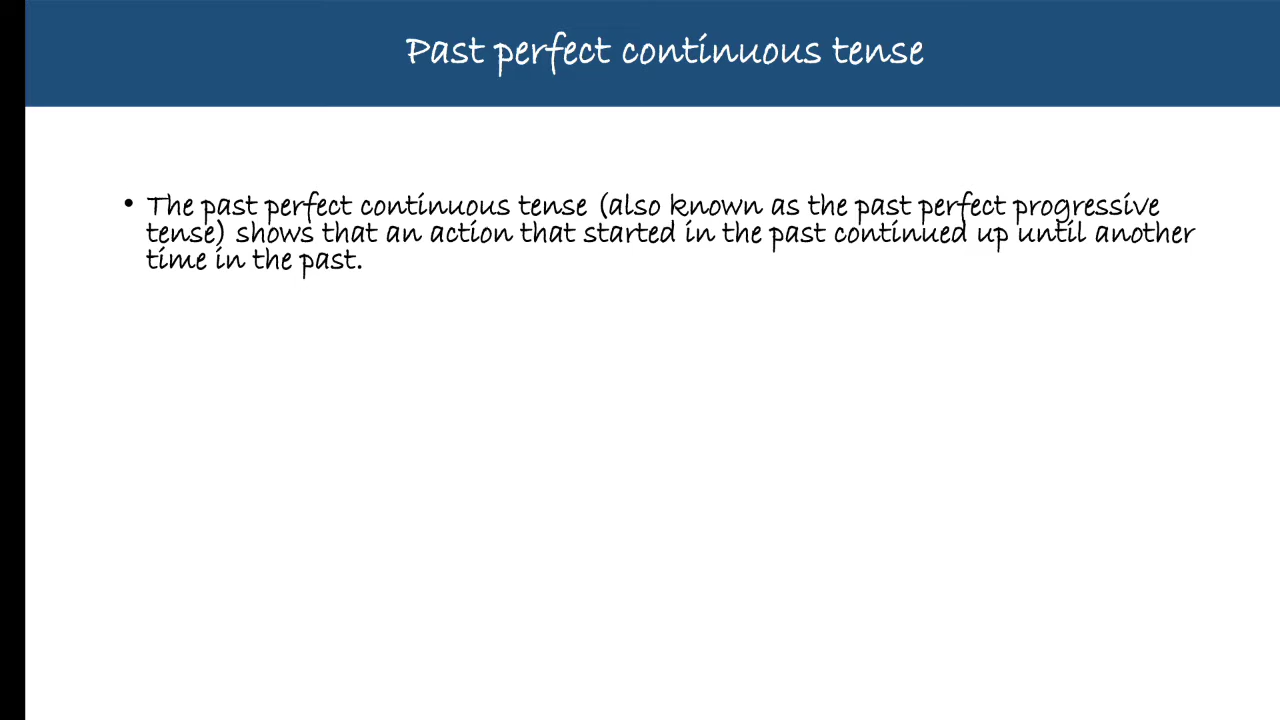 Past perfect continuous tense
• The past perfect continuous tense (also known as the past perfect progressive
tense) shows that an action that started in the past continued up until another
time in the past.